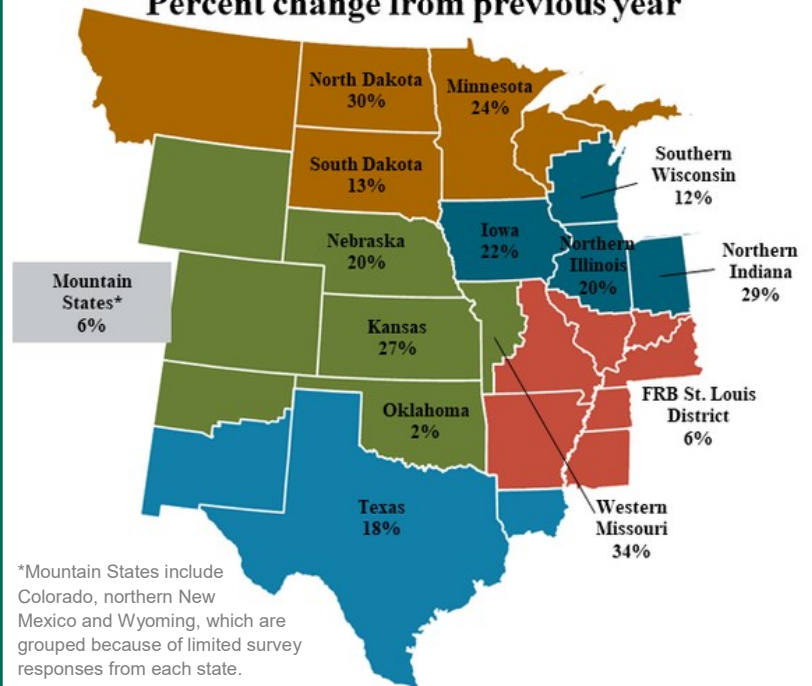 Percent change from previous year
North Dakota
30%
Minnesota
24%
South Dakota
13%
Southern
Wisconsin
12%
Nebraska
20%
Iowa
22%
Northern
Illinois
20%
Northern
Indiana
29%
Mountain
States*
6%
Kansas
27%
Oklahoma
2%
FRB St. Louis
District
6%
Texas
18%
Western
Missouri
34%
*Mountain States include
Colorado, northern New
Mexico and Wyoming, which are
grouped because of limited survey
responses from each state.